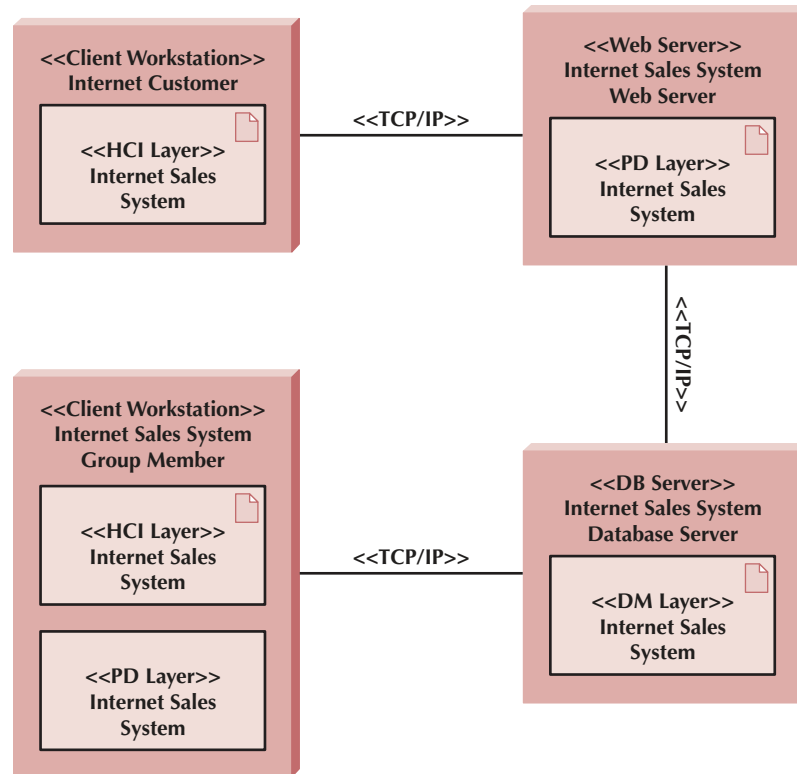 <<Client Workstation>>
Internet Customer
<<HCI Layer>>
Internet Sales
System
<<TCP/IP>>
<<Web Server>>
Internet Sales System
Web Server
<<PD Layer>>
Internet Sales
System
<<TCP/IP>>
<<Client Workstation>>
Internet Sales System
Group Member
<<HCI Layer>>
Internet Sales
System
<<PD Layer>>
Internet Sales
System
<<TCP/IP>>
<<DB Server>>
Internet Sales System
Database Server
<<DM Layer>>
Internet Sales
System